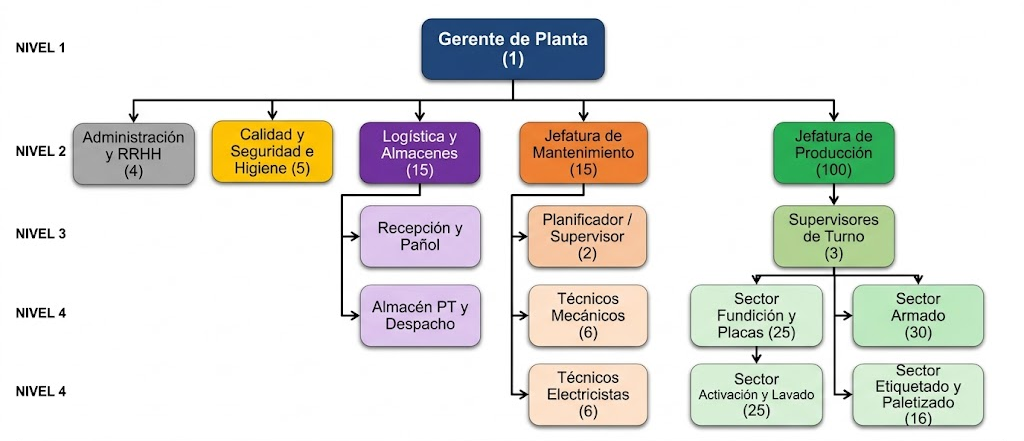 NIVEL 1
Gerente de Planta
(1)
NIVEL 2
Administración
y RRHH
(4)
Calidad y
Seguridad e
Higiene (5)
Logística y
Almacenes
(15)
Jefatura de
Mantenimiento
(15)
Jefatura de
Producción
(100)
NIVEL 3
Recepción y
Pañol
Planificador /
Supervisor
(2)
Supervisores
de Turno
(3)
NIVEL 4
Almacén PT y
Despacho
Técnicos
Mecánicos
(6)
Sector
Fundición y
Placas (25)
Sector
Armado
(30)
NIVEL 4
Técnicos
Electricistas
(6)
Sector
Activación y Lavado
(25)
Sector
Etiquetado y
Paletizado
(16)